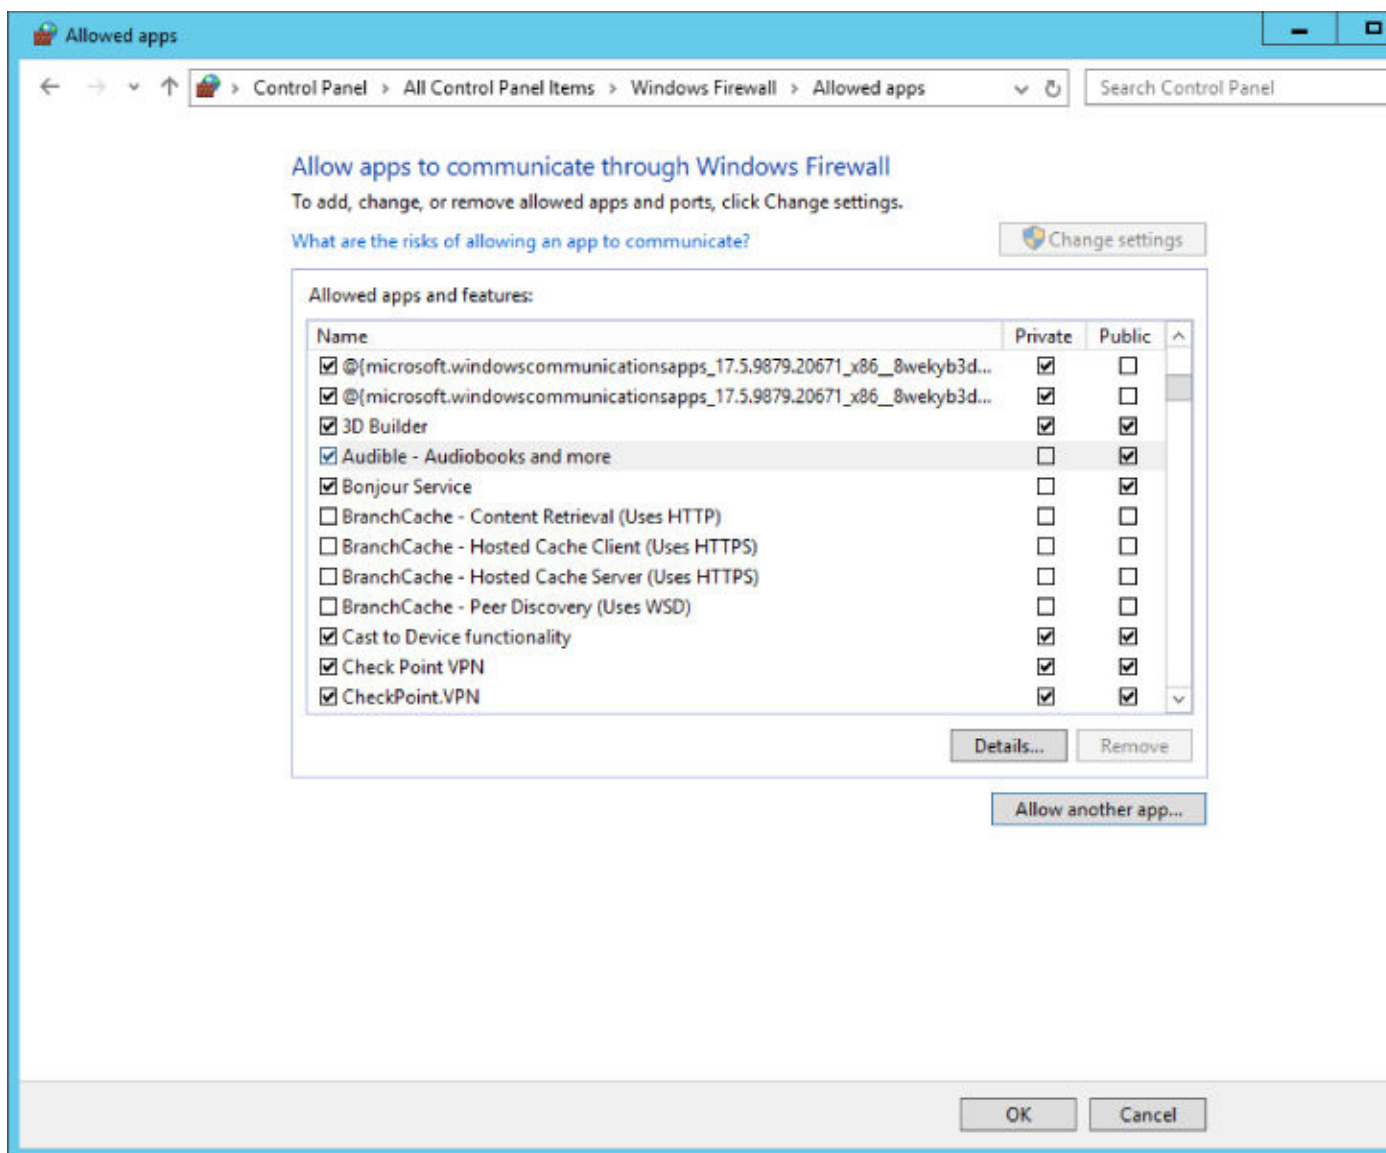 Allowed apps
Control Panel > All Control Panel Items > Windows Firewall > Allowed apps
Search Control Panel
Allow apps to communicate through Windows Firewall
To add, change, or remove allowed apps and ports, click Change settings.
What are the risks of allowing an app to communicate?
Change settings
Allowed apps and features:
Name Private Public
@{microsoft.windowscommunicationsapps_17.5.9879.20671_x86__8wekyb3d...
@{microsoft.windowscommunicationsapps_17.5.9879.20671_x86__8wekyb3d...
3D Builder
Audible - Audiobooks and more
Bonjour Service
BranchCache - Content Retrieval (Uses HTTP)
BranchCache - Hosted Cache Client (Uses HTTPS)
BranchCache - Hosted Cache Server (Uses HTTPS)
BranchCache - Peer Discovery (Uses WSD)
Cast to Device functionality
Check Point VPN
CheckPoint.VPN
Details... Remove
Allow another app...
OK Cancel